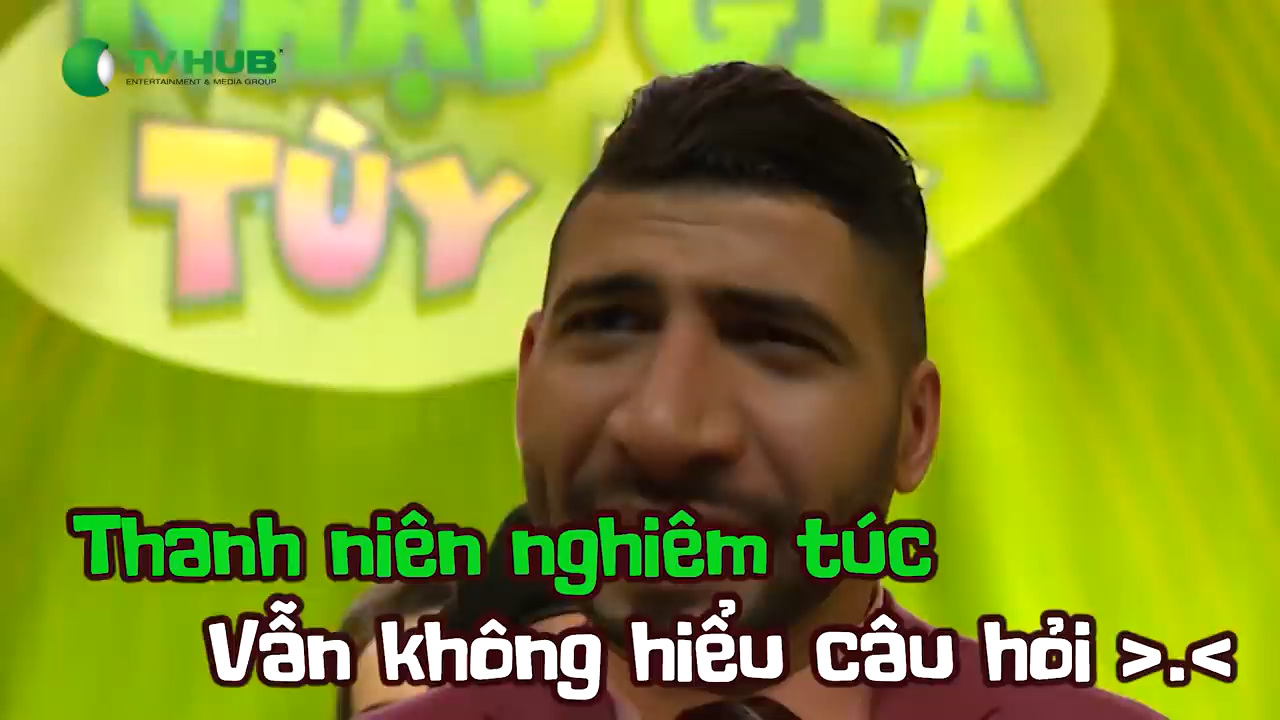 NHẬP GIA
TV HUB
ENTERTAINMENT & MEDIA GROUP
TÙY
Thanh niên nghiêm túc
Vẫn không hiểu câu hỏi >.<